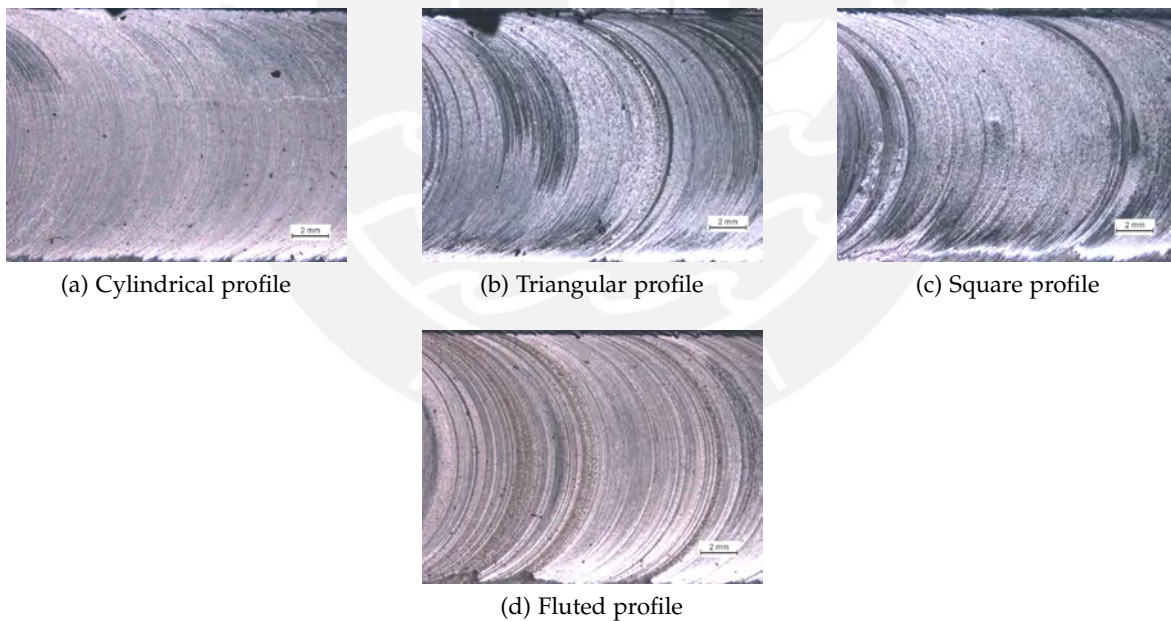 2 mm
2 mm
2 mm
(a) Cylindrical profile
(b) Triangular profile
(c) Square profile
2 mm
(d) Fluted profile